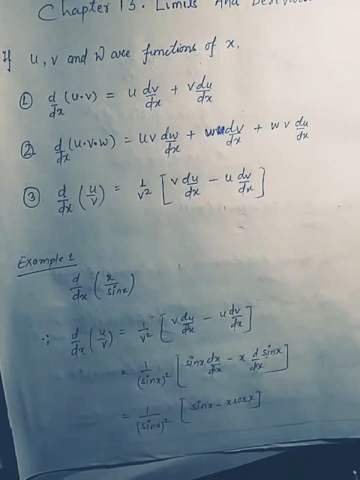 Chapter 13. Limits And
If u, v and w are functions of x,
① d/dx (u·v) = u dv/dx + v du/dx
② d/dx (u·v·w) = uv dw/dx + wu dv/dx + wv du/dx
③ d/dx (u/v) = 1/v² [v du/dx - u dv/dx]
=
Example 1
d/dx (x/sinx)
∵ d/dx (u/v) = 1/v² [v du/dx - u dv/dx]
= 1/(sinx)² [sinx dx/dx - x d/dx sinx]
= 1/(sinx)² [sinx - xcosx]